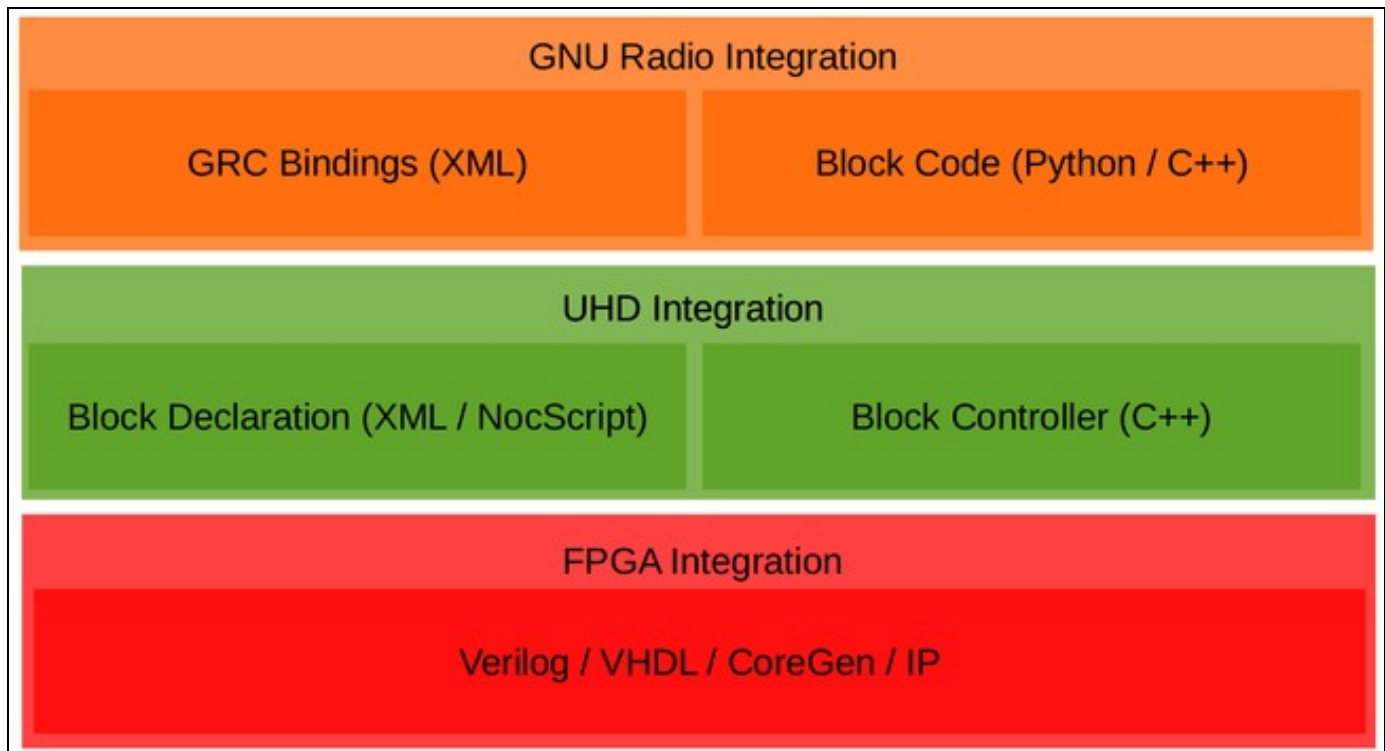 GNU Radio Integration
GRC Bindings (XML)
Block Code (Python / C++)
UHD Integration
Block Declaration (XML / NocScript)
Block Controller (C++)
FPGA Integration
Verilog / VHDL / CoreGen / IP